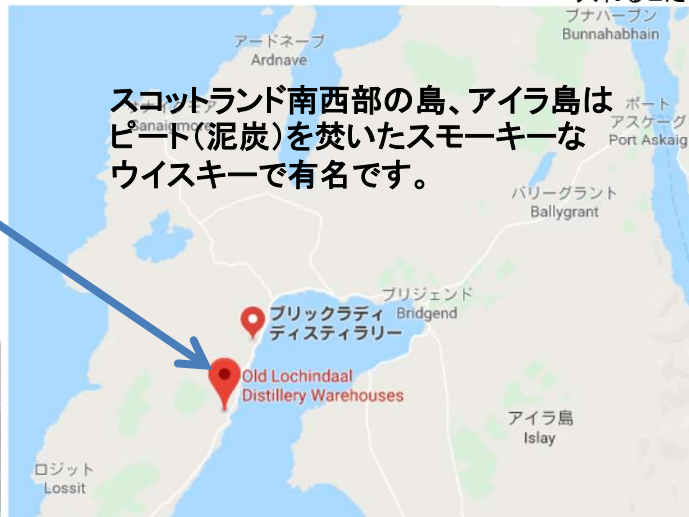 アードネーブ
Ardnave
ブナハーブン
Bunnahabhain
スコットランド南西部の島、アイラ島は
ピート(泥炭)を焚いたスモーキーな
ウイスキーで有名です。
Sanaigmore
ポート
アスケーグ
Port Askaig
バリーグラント
Ballygrant
ブリジェンド
Bridgend
ブリックラディ
ディスティラリー
Old Lochindaal
Distillery Warehouses
アイラ島
Islay
ロジット
Lossit